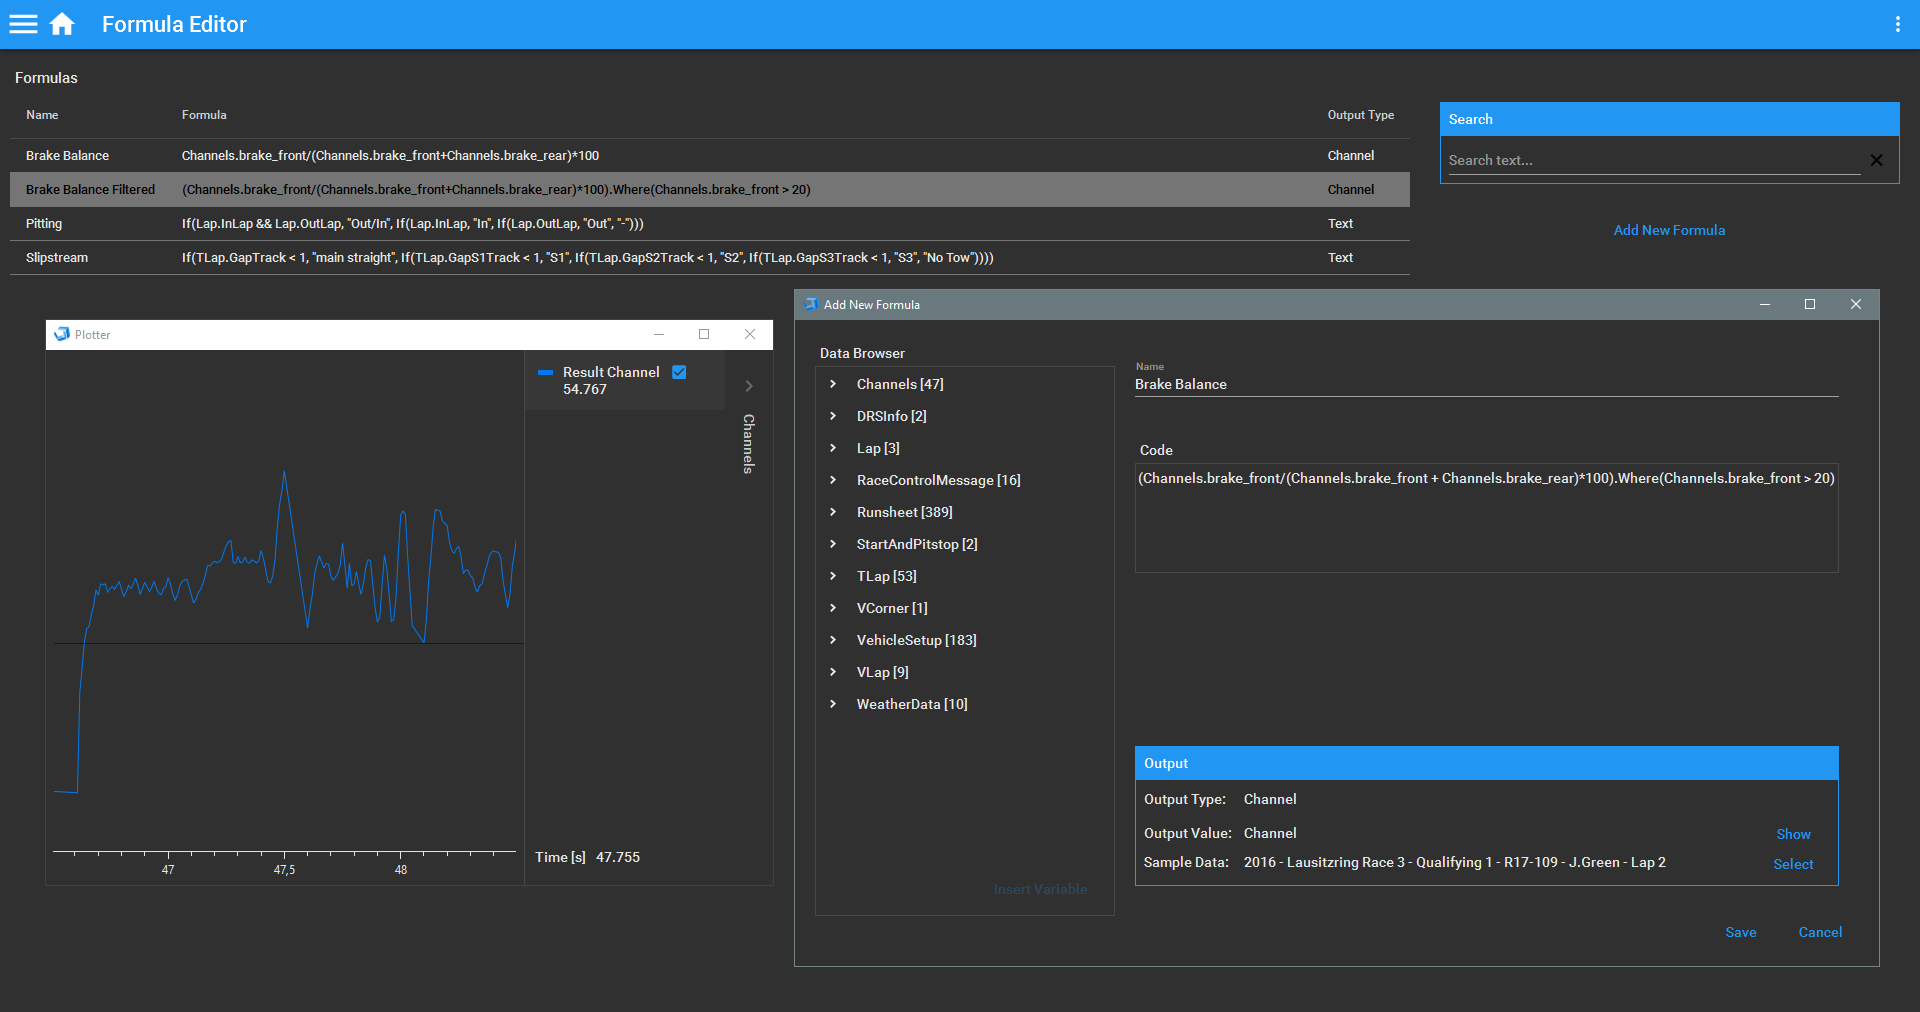 Formula Editor
Formulas
Name Formula Output Type
Brake Balance Channels.brake_front/(Channels.brake_front+Channels.brake_rear)*100 Channel
Brake Balance Filtered (Channels.brake_front/(Channels.brake_front+Channels.brake_rear)*100).Where(Channels.brake_front > 20) Channel
Pitting If(Lap.InLap && Lap.OutLap, "Out/In", If(Lap.InLap, "In", If(Lap.OutLap, "Out", "-"))) Text
Slipstream If(TLap.GapTrack < 1, "main straight", If(TLap.GapS1Track < 1, "S1", If(TLap.GapS2Track < 1, "S2", If(TLap.GapS3Track < 1, "S3", "No Tow")))) Text
Search
Search text...
Add New Formula
Plotter
Result Channel
54.767
Channels
Time [s] 47.755
47 47,5 48
Add New Formula
Data Browser
Channels [47]
DRSInfo [2]
Lap [3]
RaceControlMessage [16]
Runsheet [389]
StartAndPitstop [2]
TLap [53]
VCorner [1]
VehicleSetup [183]
VLap [9]
WeatherData [10]
Insert Variable
Name
Brake Balance
Code
(Channels.brake_front/(Channels.brake_front + Channels.brake_rear)*100).Where(Channels.brake_front > 20)
Output
Output Type: Channel
Output Value: Channel Show
Sample Data: 2016 - Lausitzring Race 3 - Qualifying 1 - R17-109 - J.Green - Lap 2 Select
Save Cancel